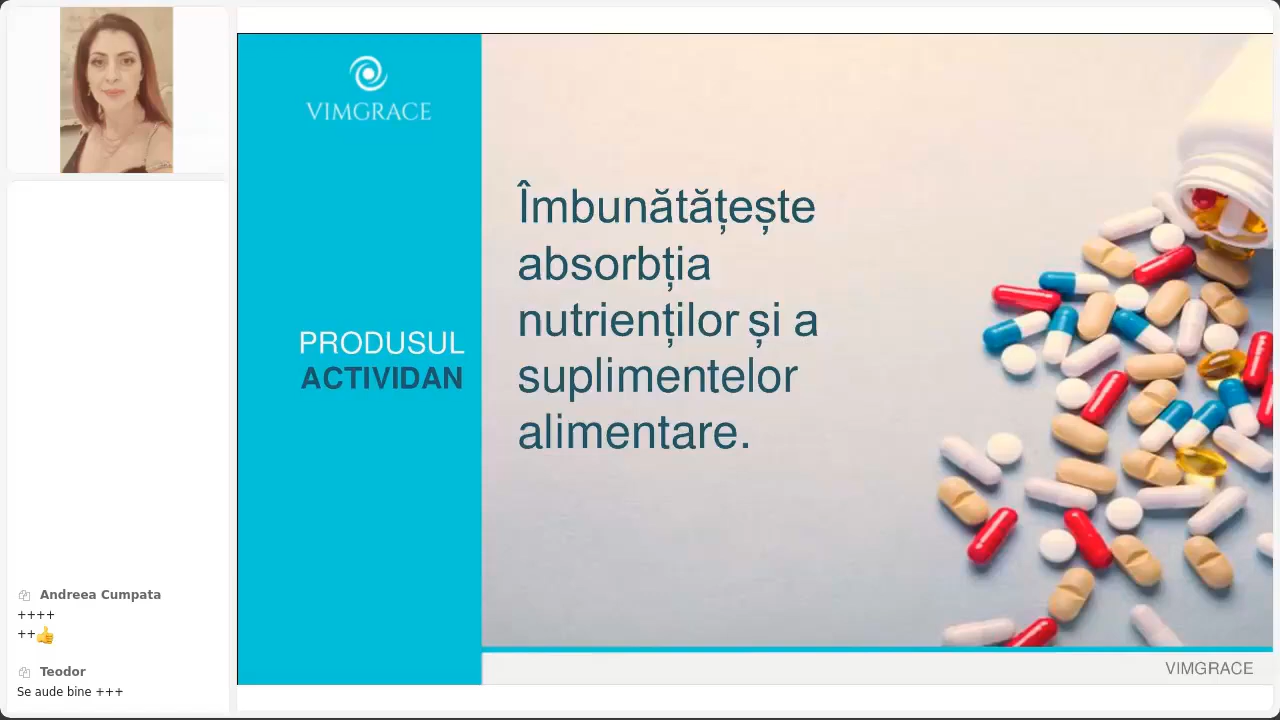 VIMGRACE
PRODUSUL
ACTIVIDAN
Îmbunătățește
absorbția
nutrienților și a
suplimentelor
alimentare.
VIMGRACE
Andreea Cumpata
++++
++👍
Teodor
Se aude bine +++